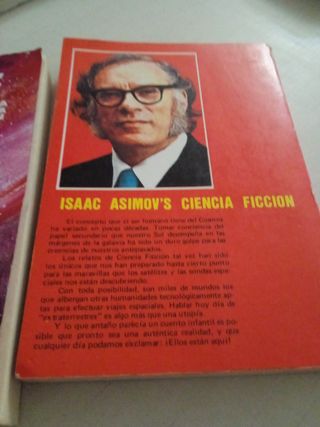 ISAAC ASIMOV'S CIENCIA FICCION
El concepto que el ser humano tiene del Cosmos
ha variado en pocas décadas. Tomar conciencia del
papel secundario que nuestro Sol desempeña en las
márgenes de la galaxia ha sido un duro golpe para las
creencias de nuestros antepasados.
Los relatos de Ciencia Ficción tal vez han sido
los únicos que nos han preparado hasta cierto punto
para las maravillas que los satélites y las sondas espa-
ciales nos están descubriendo.
Con toda posibilidad, son miles de mundos los
que albergan otras humanidades tecnológicamente ap-
tas para efectuar viajes espaciales. Hablar hoy día de
"extraterrestres" es algo más que una utopía.
Y lo que antaño parecía un cuento infantil es po-
sible que pronto sea una auténtica realidad, y que
cualquier día podamos exclamar: ¡Ellos están aquí!